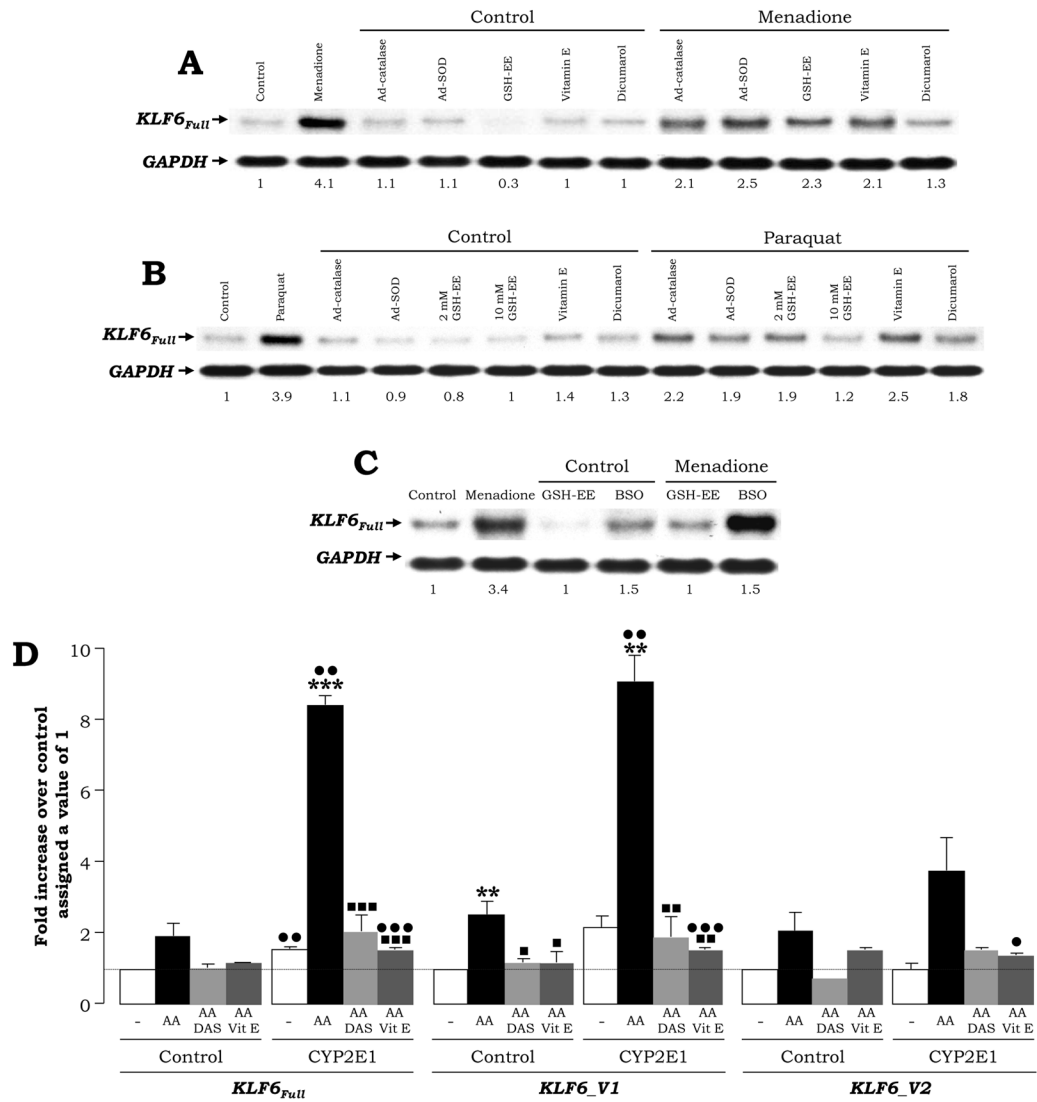 Control Menadione
A
Control Menadione Ad-catalase Ad-SOD GSH-EE Vitamin E Dicumarol Ad-catalase Ad-SOD GSH-EE Vitamin E Dicumarol
KLF6Full
GAPDH
1 4.1 1.1 1.1 0.3 1 1 2.1 2.5 2.3 2.1 1.3
Control Paraquat
B
Control Paraquat Ad-catalase Ad-SOD 2 mM GSH-EE 10 mM GSH-EE Vitamin E Dicumarol Ad-catalase Ad-SOD 2 mM GSH-EE 10 mM GSH-EE Vitamin E Dicumarol
KLF6Full
GAPDH
1 3.9 1.1 0.9 0.8 1 1.4 1.3 2.2 1.9 1.9 1.2 2.5 1.8
C
Control Menadione
Control Menadione GSH-EE BSO GSH-EE BSO
KLF6Full
GAPDH
1 3.4 1 1.5 1 1.5
D
Fold increase over control
assigned a value of 1
10
8
6
4
2
0
●● ●●
*** **
** 
■■■ ■■
●● ●●● ■ ■ ●●● ●
■■■ ■■
- AA AA AA - AA AA AA - AA AA AA - AA AA AA - AA AA AA - AA AA AA
DAS Vit E DAS Vit E DAS Vit E DAS Vit E DAS Vit E DAS Vit E
Control CYP2E1 Control CYP2E1 Control CYP2E1
KLF6Full KLF6_V1 KLF6_V2